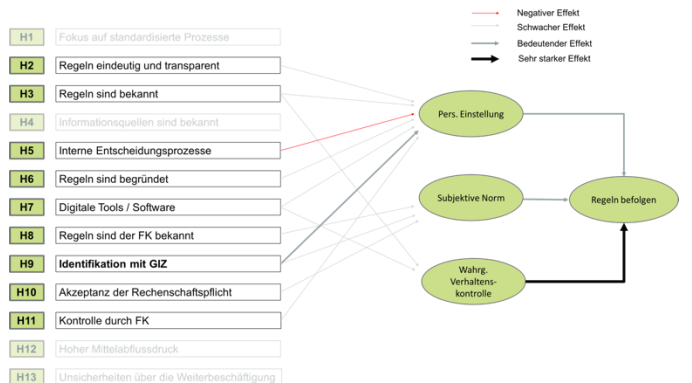 Negativer Effekt
Schwacher Effekt
Bedeutender Effekt
Sehr starker Effekt
H1 Fokus auf standardisierte Prozesse
H2 Regeln eindeutig und transparent
H3 Regeln sind bekannt
H4 Informationsquellen sind bekannt
H5 Interne Entscheidungsprozesse
H6 Regeln sind begründet
H7 Digitale Tools / Software
H8 Regeln sind der FK bekannt
H9 Identifikation mit GIZ
H10 Akzeptanz der Rechenschaftspflicht
H11 Kontrolle durch FK
H12 Hoher Mittelabflussdruck
H13 Unsicherheiten über die Weiterbeschäftigung
Pers. Einstellung
Subjektive Norm
Wahrg.
Verhaltens-
kontrolle
Regeln befolgen